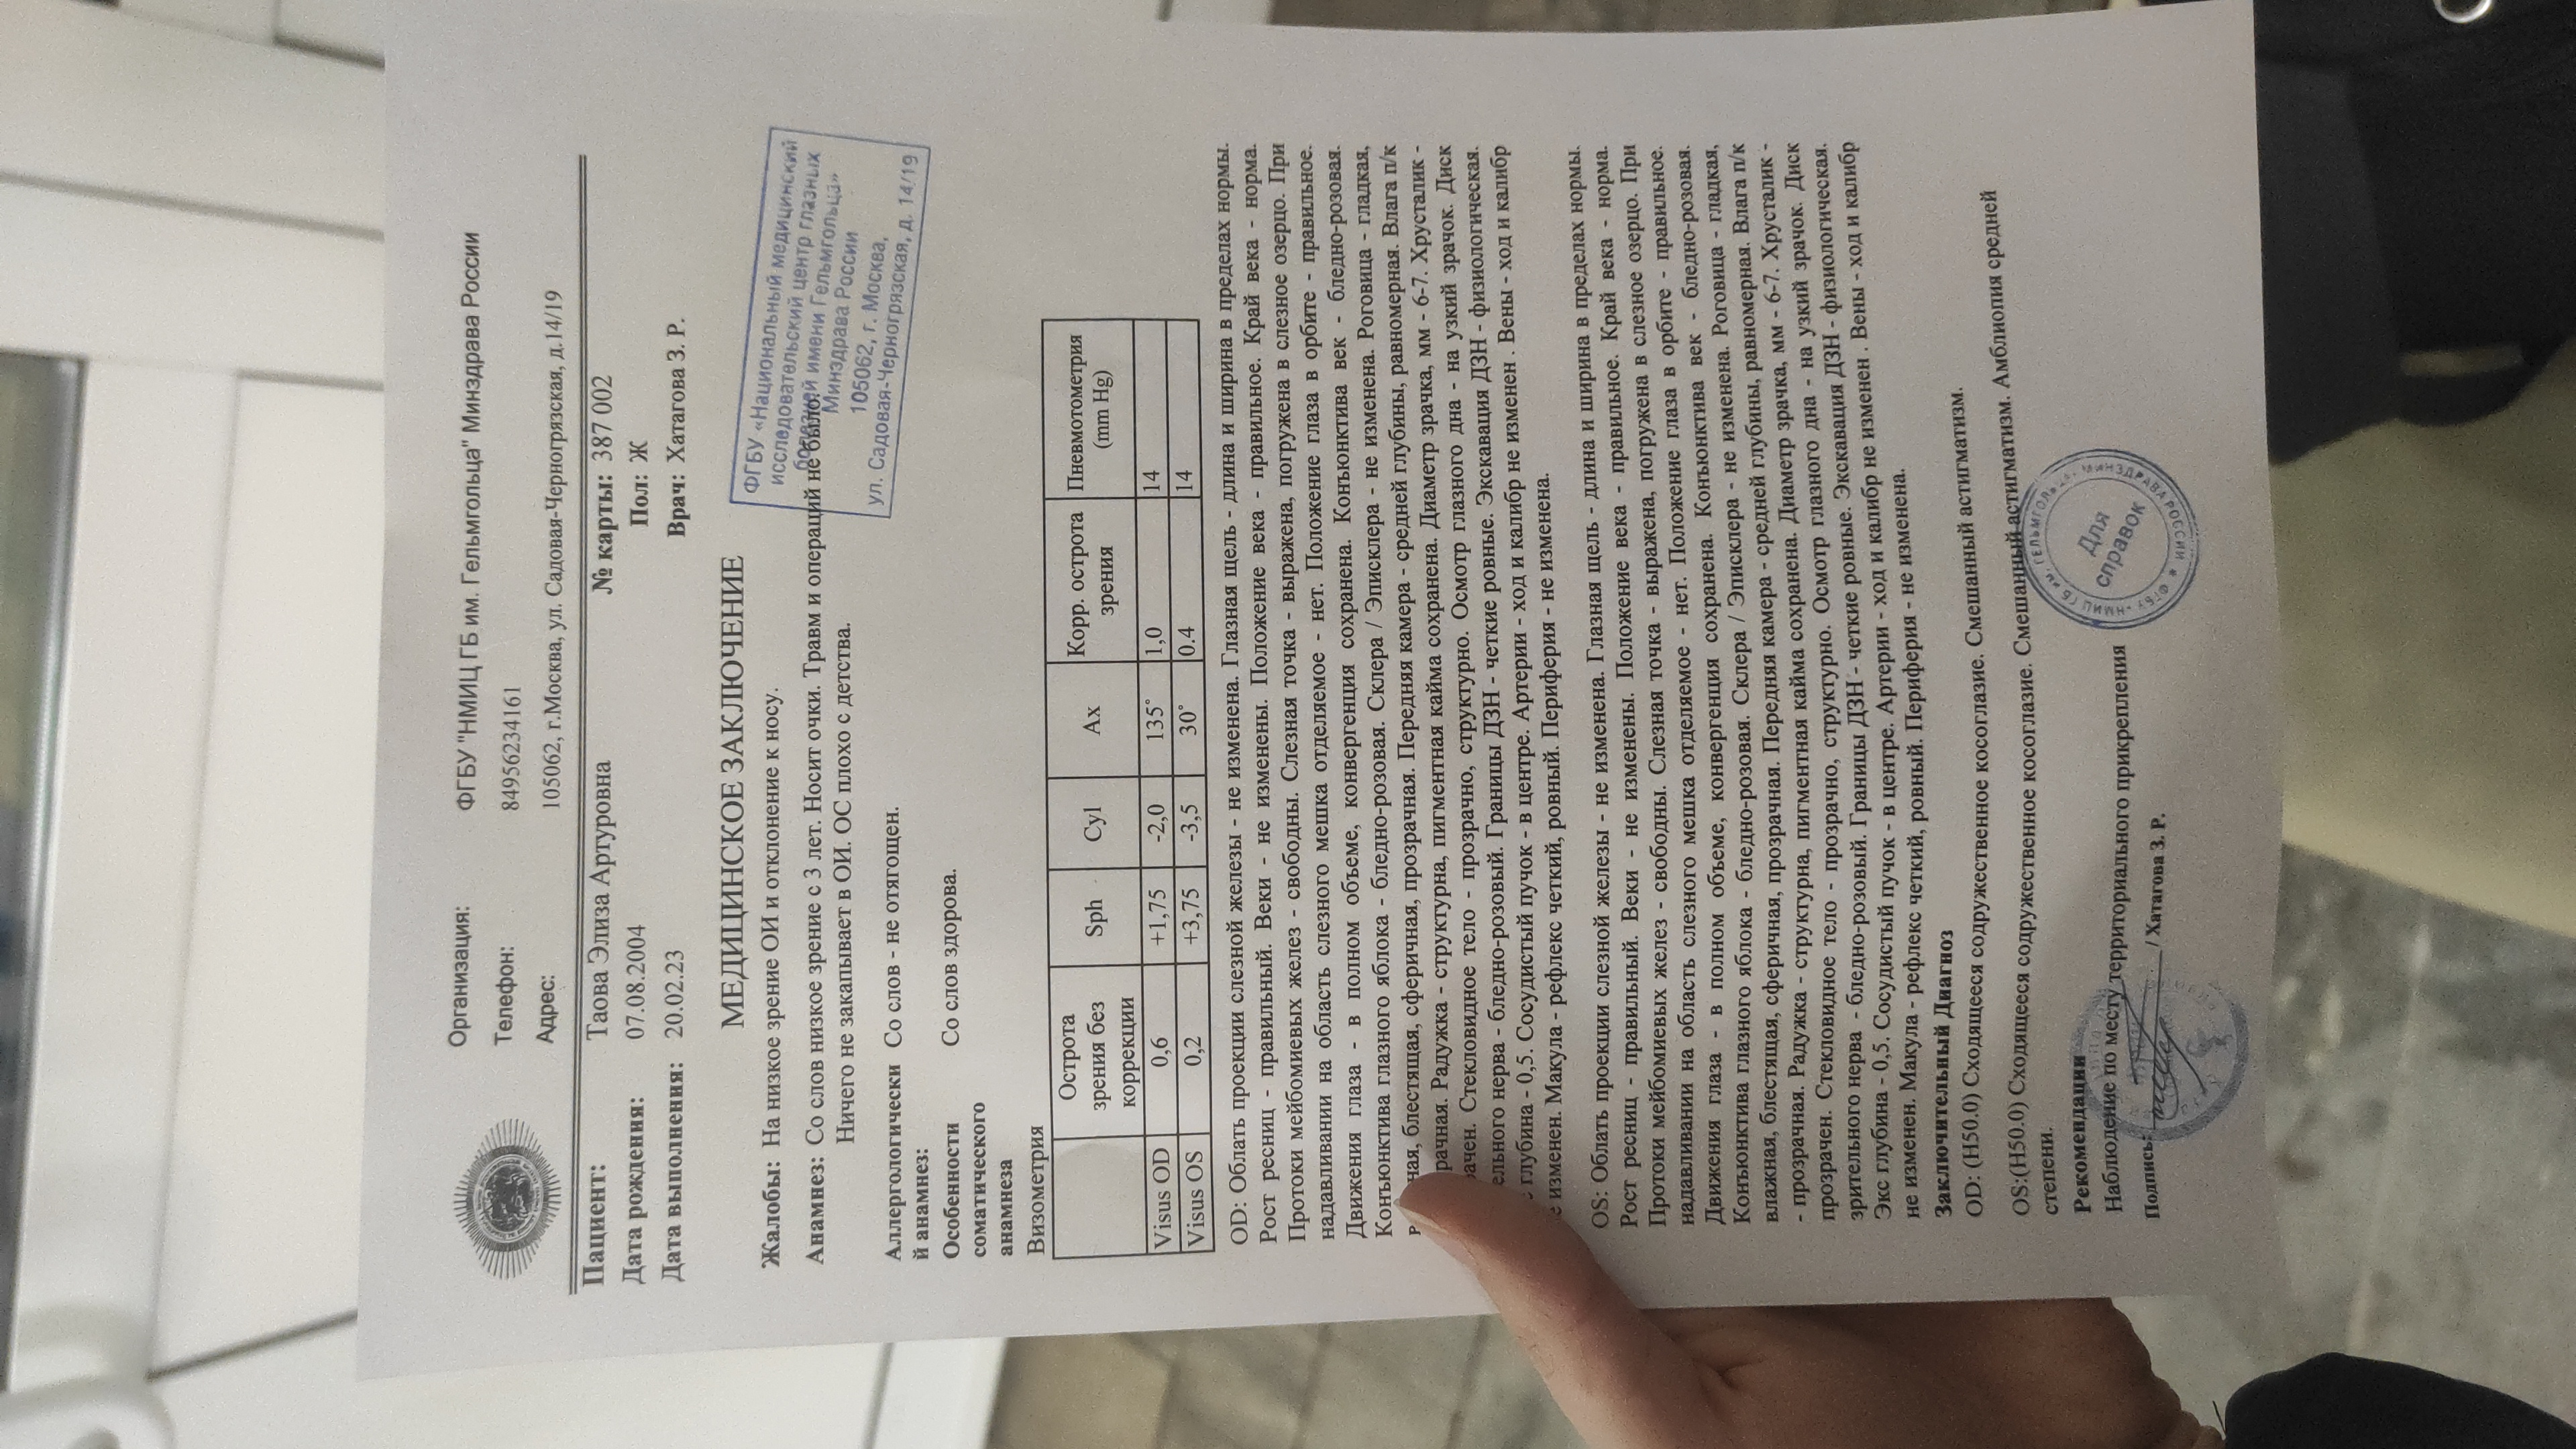 Организация: ФГБУ "НМИЦ ГБ им. Гельмгольца" Минздрава России
Телефон: 84956234161
Адрес: 105062, г.Москва, ул. Садовая-Черногрязская, д.14/19
Пациент: Таова Элиза Артуровна № карты: 387 002
Дата рождения: 07.08.2004 Пол: Ж
Дата выполнения: 20.02.23 Врач: Хатагова З. Р.
МЕДИЦИНСКОЕ ЗАКЛЮЧЕНИЕ
ФГБУ «Национальный медицинский
исследовательский центр глазных
болезней имени Гельмгольца»
Минздрава России
105062, г. Москва,
ул. Садовая-Черногрязская, д. 14/19
Жалобы: На низкое зрение ОИ и отклонение к носу.
Анамнез: Со слов низкое зрение с 3 лет. Носит очки. Травм и операций не было.
Ничего не закапывает в ОИ. ОС плохо с детства.
Аллергологически Со слов - не отягощен.
й анамнез:
Особенности Со слов здорова.
соматического
анамнеза
Визометрия
Острота зрения без коррекции Sph Cyl Ax Корр. острота зрения Пневмотометрия (mm Hg)
Visus OD 0,6 +1,75 -2,0 135˚ 1,0 14
Visus OS 0,2 +3,75 -3,5 30˚ 0.4 14
OD: Облать проекции слезной железы - не изменена. Глазная щель - длина и ширина в пределах нормы.
Рост ресниц - правильный. Веки - не изменены. Положение века - правильное. Край века - норма.
Протоки мейбомиевых желез - свободны. Слезная точка - выражена, погружена в слезное озерцо. При
надавливании на область слезного мешка отделяемое - нет. Положение глаза в орбите - правильное.
Движения глаза - в полном объеме, конвергенция сохранена. Конъюнктива век - бледно-розовая.
Конъюнктива глазного яблока - бледно-розовая. Склера / Эписклера - не изменена. Роговица - гладкая,
блестящая, сферичная, прозрачная. Передняя камера - средней глубины, равномерная. Влага п/к
Радужка - структурна, пигментная кайма сохранена. Диаметр зрачка, мм - 6-7. Хрусталик -
Стекловидное тело - прозрачно, структурно. Осмотр глазного дна - на узкий зрачок. Диск
нерва - бледно-розовый. Границы ДЗН - четкие ровные. Экскавация ДЗН - физиологическая.
глубина - 0,5. Сосудистый пучок - в центре. Артерии - ход и калибр не изменен . Вены - ход и калибр
не изменен. Макула - рефлекс четкий, ровный. Периферия - не изменена.
OS: Облать проекции слезной железы - не изменена. Глазная щель - длина и ширина в пределах нормы.
Рост ресниц - правильный. Веки - не изменены. Положение века - правильное. Край века - норма.
Протоки мейбомиевых желез - свободны. Слезная точка - выражена, погружена в слезное озерцо. При
надавливании на область слезного мешка отделяемое - нет. Положение глаза в орбите - правильное.
Движения глаза - в полном объеме, конвергенция сохранена. Конъюнктива век - бледно-розовая.
Конъюнктива глазного яблока - бледно-розовая. Склера / Эписклера - не изменена. Роговица - гладкая,
влажная, блестящая, сферичная, прозрачная. Передняя камера - средней глубины, равномерная. Влага п/к
- прозрачная. Радужка - структурна, пигментная кайма сохранена. Диаметр зрачка, мм - 6-7. Хрусталик -
прозрачен. Стекловидное тело - прозрачно, структурно. Осмотр глазного дна - на узкий зрачок. Диск
зрительного нерва - бледно-розовый. Границы ДЗН - четкие ровные. Экскавация ДЗН - физиологическая.
Экс глубина - 0,5. Сосудистый пучок - в центре. Артерии - ход и калибр не изменен . Вены - ход и калибр
не изменен. Макула - рефлекс четкий, ровный. Периферия - не изменена.
Заключительный Диагноз
OD: (H50.0) Сходящееся содружественное косоглазие. Смешанный астигматизм.
OS:(H50.0) Сходящееся содружественное косоглазие. Смешанный астигматизм. Амблиопия средней
степени.
Рекомендации
Наблюдение по месту территориального прикрепления
Подпись: / Хатагова З. Р.
ФГБУ НМИЦ ГБ им. ГЕЛЬМГОЛЬЦА МИНЗДРАВА РОССИИ
Для
справок